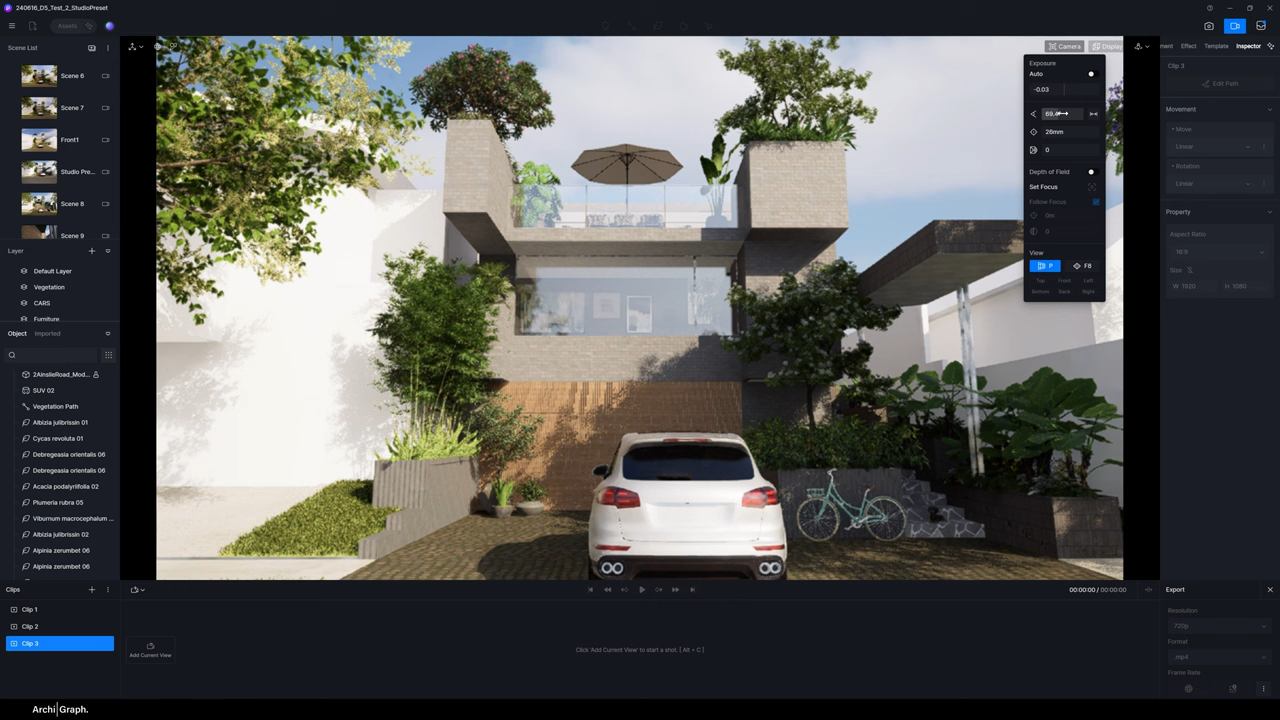 240616_D5_Test_2_StudioPreset
Assets
Scene List
Scene 6
Scene 7
Front1
Studio Pre...
Scene 8
Scene 9
Layer
Default Layer
Vegetation
CARS
Furniture
Object Imported
2AinslieRoad_Mod...
SUV 02
Vegetation Path
Albizia julibrissin 01
Cycas revoluta 01
Debregeasia orientalis 06
Debregeasia orientalis 06
Acacia podalyriifolia 02
Plumeria rubra 05
Viburnum macrocephalum ...
Albizia julibrissin 02
Alpinia zerumbet 06
Alpinia zerumbet 06
Camera Display
Exposure
Auto
-0.03
26mm
0
Depth of Field
Set Focus
Follow Focus
0m
0
View
P F8
Top Front Left
Bottom Back Right
ment Effect Template Inspector
Clip 3
Edit Path
Movement
Move
Linear
Rotation
Linear
Property
Aspect Ratio
16:9
Size
W 1920 H 1080
Clips
Clip 1
Clip 2
Clip 3
00:00:00 / 00:00:00
Add Current View
Click 'Add Current View' to start a shot. [ Alt + C ]
Export
Resolution
720p
Format
.mp4
Frame Rate
Archi|Graph.